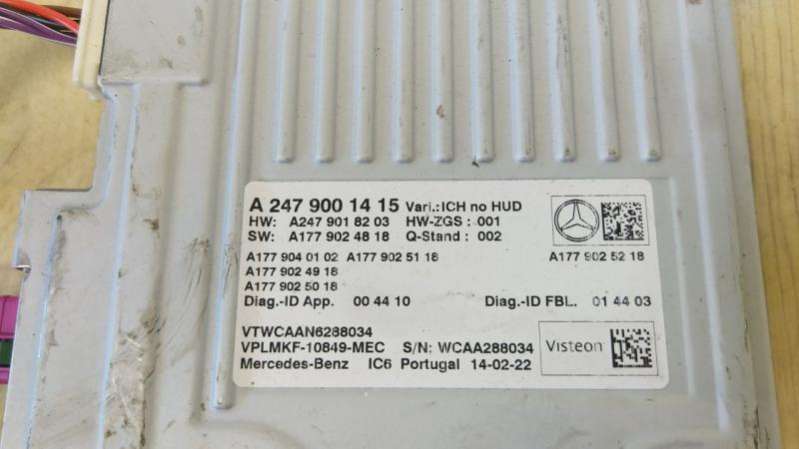 A 247 900 14 15 Vari.:ICH no HUD
HW: A247 901 82 03 HW-ZGS : 001
SW: A177 902 48 18 Q-Stand : 002
A177 904 01 02 A177 902 51 18 A177 902 52 18
A177 902 49 18
A177 902 50 18
Diag.-ID App. 00 44 10 Diag.-ID FBL. 01 44 03
VTWCAAN6288034
VPLMKF-10849-MEC S/N: WCAA288034 Visteon
Mercedes-Benz IC6 Portugal 14-02-22